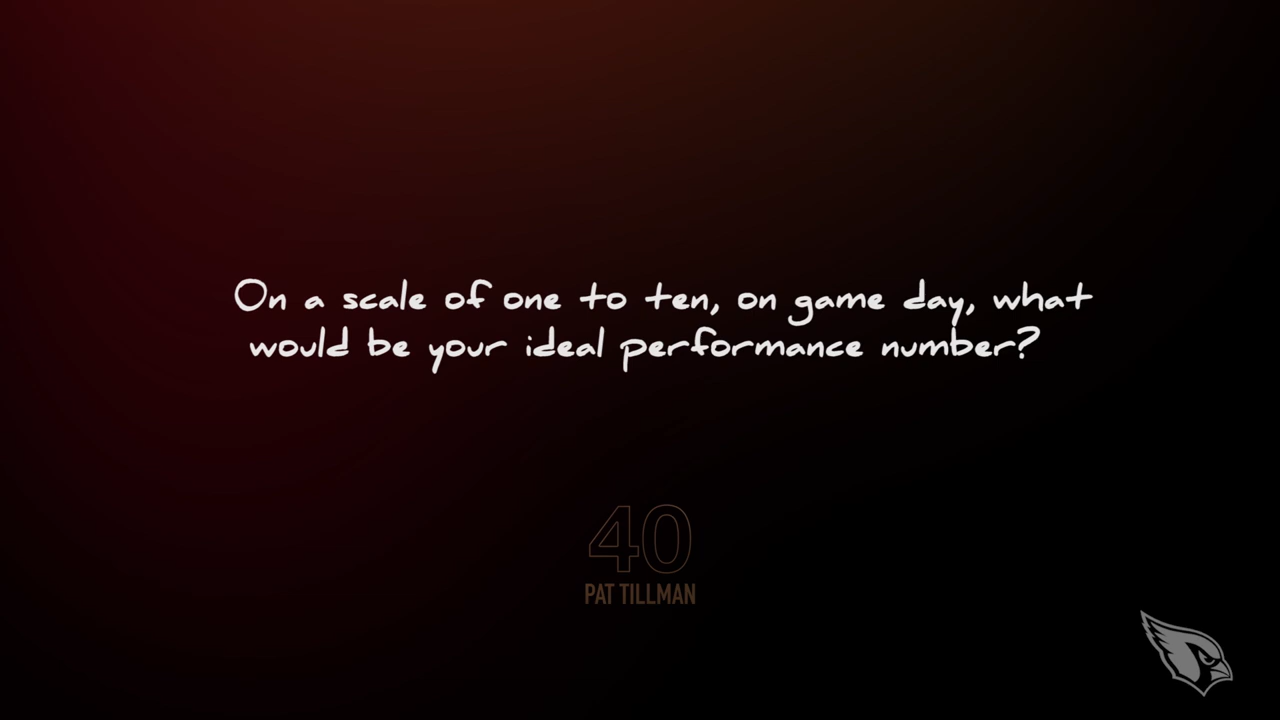 On a scale of one to ten, on game day, what
would be your ideal performance number?
40
PAT TILLMAN